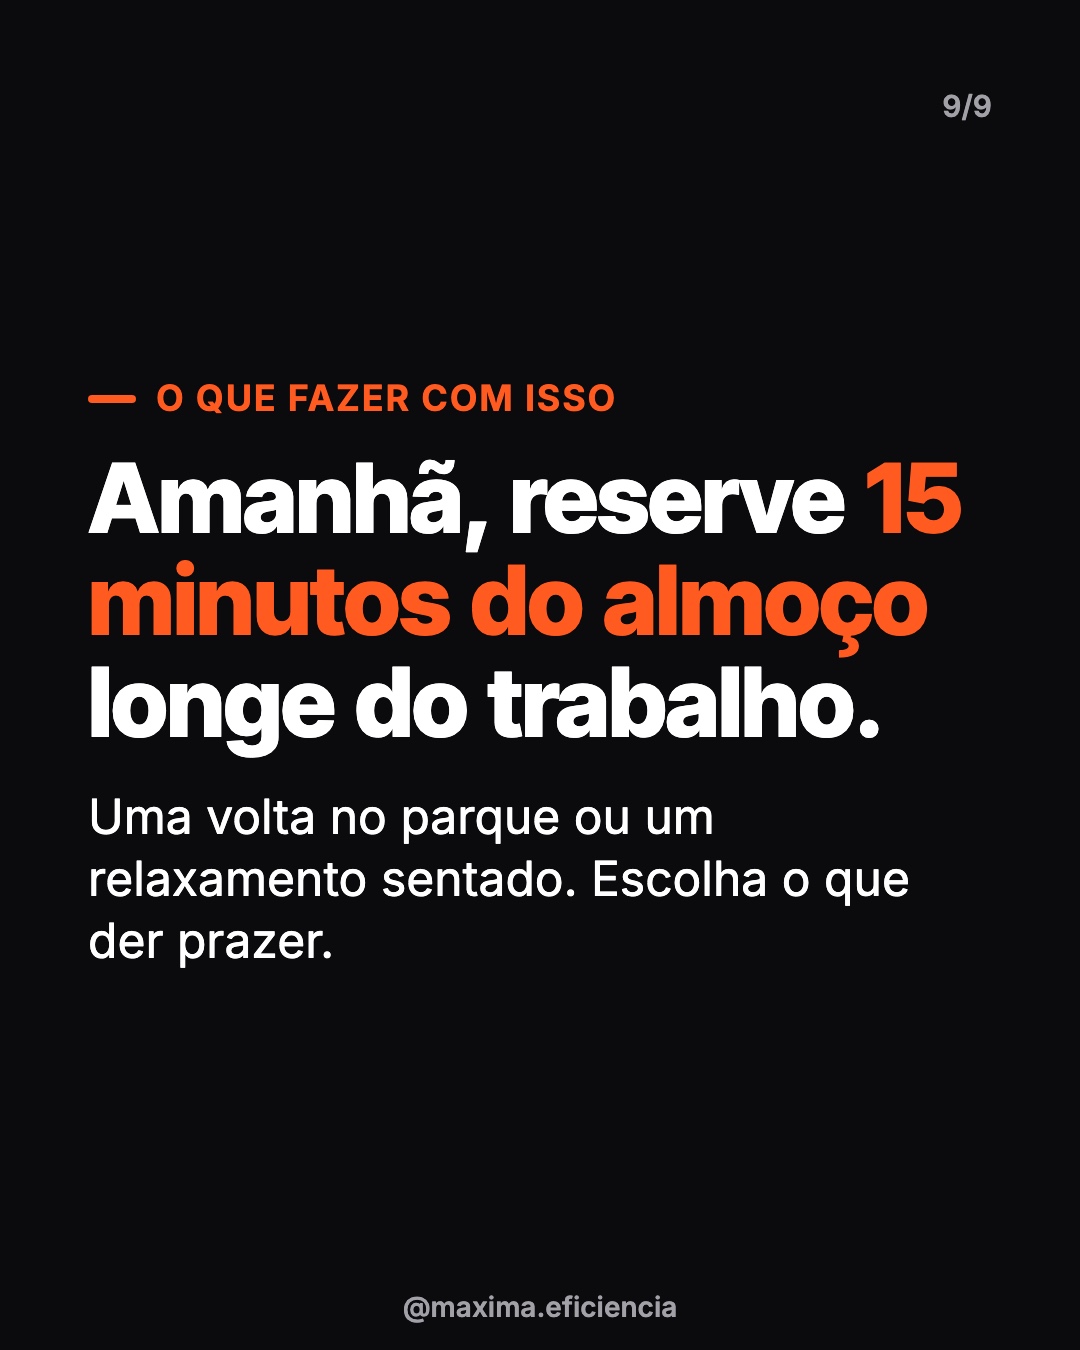 9/9
O QUE FAZER COM ISSO
Amanhã, reserve 15
minutos do almoço
longe do trabalho.
Uma volta no parque ou um
relaxamento sentado. Escolha o que
der prazer.
@maxima.eficiencia